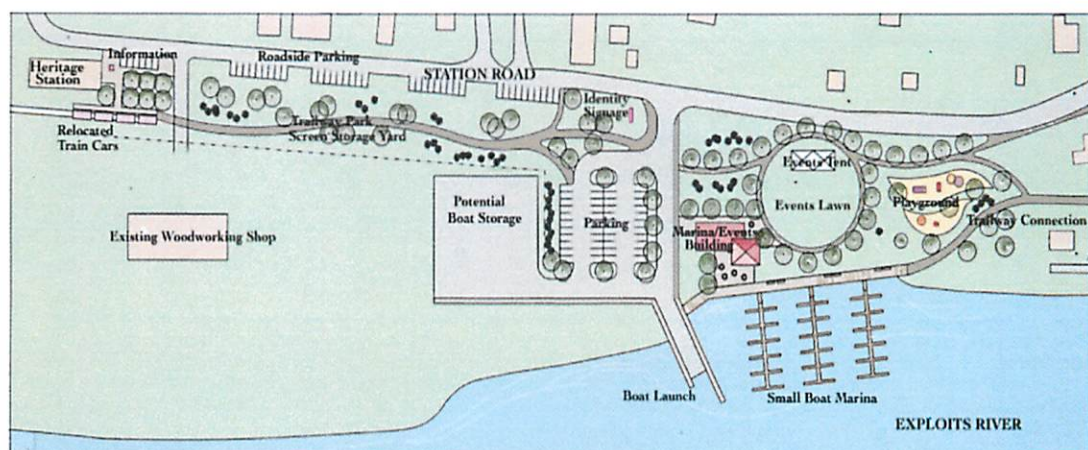 Information
Heritage
Station
Roadside Parking
STATION ROAD
Identity
Signage
Relocated
Train Cars
Trailway Park
Screen Storage Yard
Events Tent
Potential
Boat Storage
Parking
Events Lawn
Playground
Trailway Connection
Existing Woodworking Shop
Marina/Events
Building
Boat Launch
Small Boat Marina
EXPLOITS RIVER